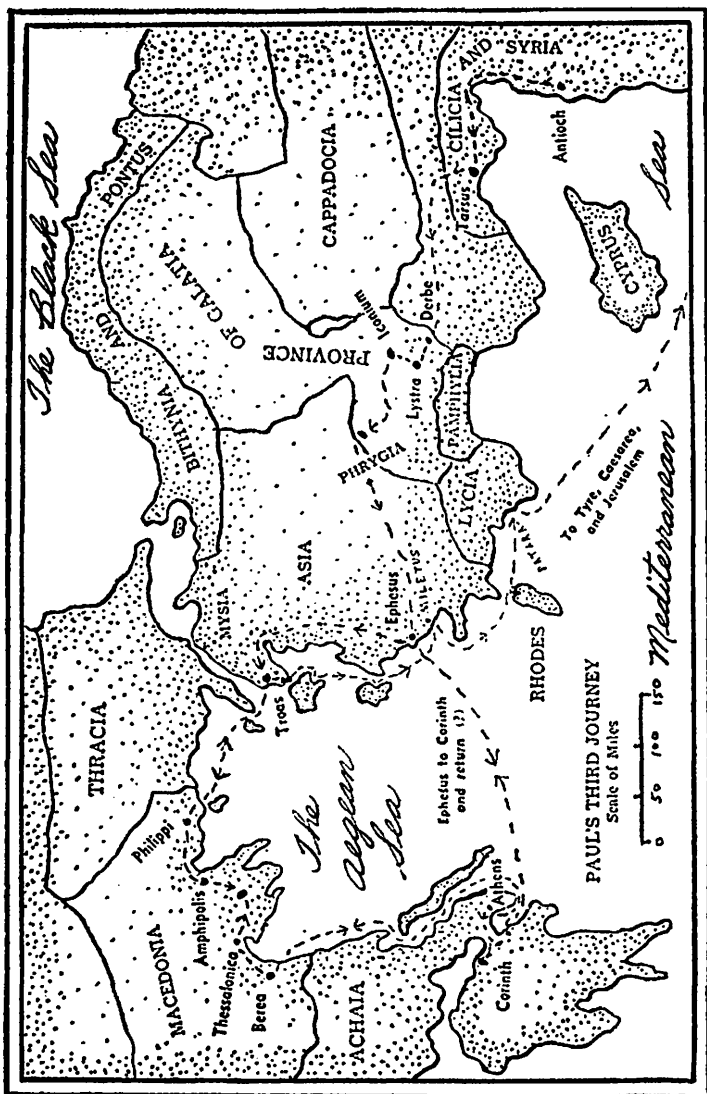 The Black Sea
THRACIA
MACEDONIA
Philippi
Amphipolis
Thessalonica
Berea
ACHAIA
Athens
Corinth
The
Aegean
Sea
Troas
MYSIA
ASIA
Ephesus
MILETUS
BITHYNIA
AND
PONTUS
PROVINCE
OF GALATIA
PHRYGIA
CAPPADOCIA
Iconium
Lystra
Derbe
PAMPHYLIA
LYCIA
PATARA
CILICIA AND SYRIA
Tarsus
Antioch
CYPRUS
RHODES
Ephesus to Corinth
and return (?)
To Tyre, Caesarea,
and Jerusalem
PAUL'S THIRD JOURNEY
Scale of Miles
0 50 100 150
Mediterranean
Sea